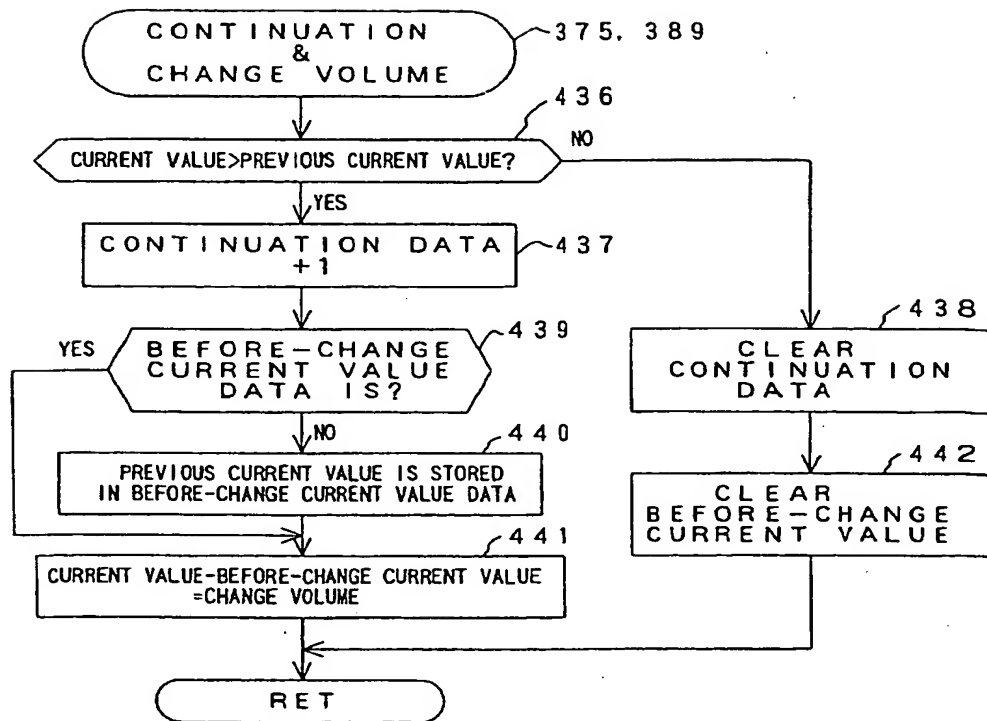 CONTINUATION
&
CHANGE VOLUME
375, 389
436
CURRENT VALUE>PREVIOUS CURRENT VALUE?
NO
YES
CONTINUATION DATA
+1
437
439
YES
BEFORE-CHANGE
CURRENT VALUE
DATA IS?
438
CLEAR
CONTINUATION
DATA
NO
440
PREVIOUS CURRENT VALUE IS STORED
IN BEFORE-CHANGE CURRENT VALUE DATA
442
CLEAR
BEFORE-CHANGE
CURRENT VALUE
441
CURRENT VALUE-BEFORE-CHANGE CURRENT VALUE
=CHANGE VOLUME
RET